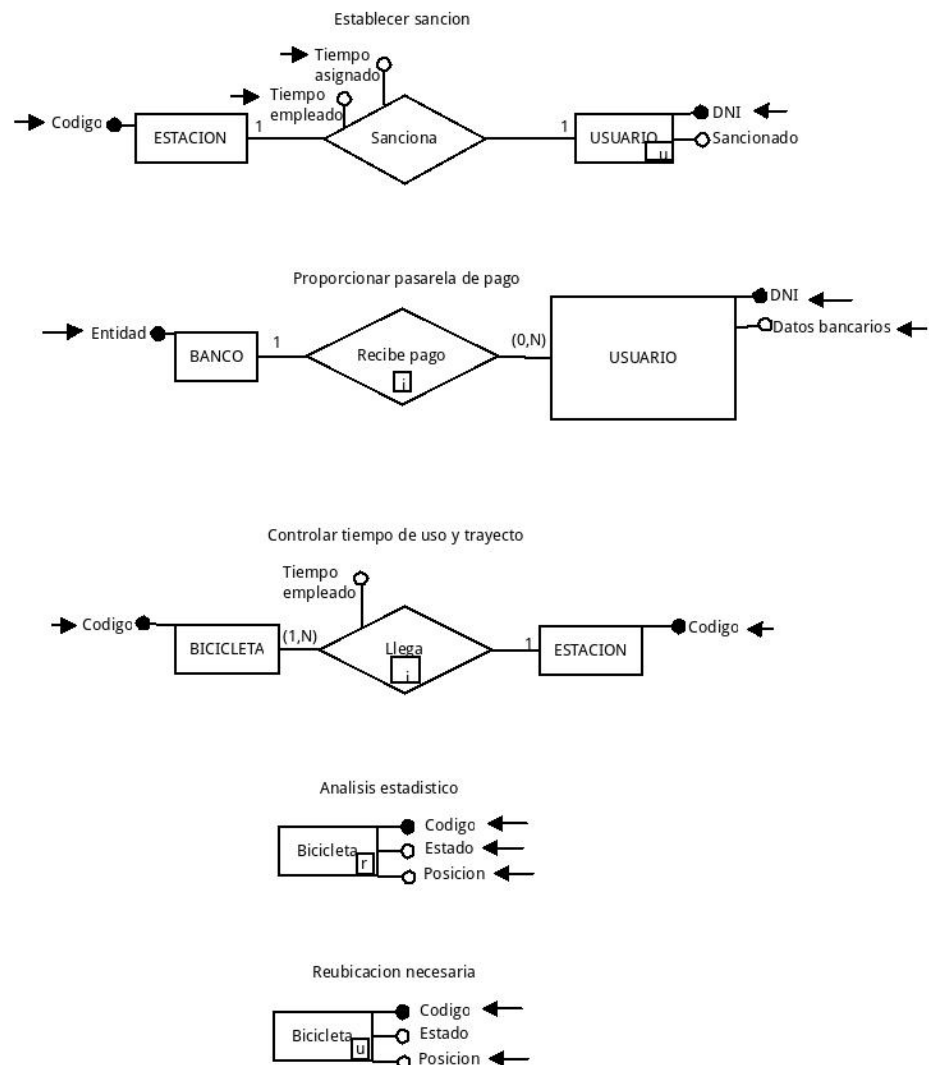 Establecer sancion
Tiempo
asignado
Tiempo
empleado
Codigo
ESTACION
1
Sanciona
1
USUARIO
u
DNI
Sancionado
Proporcionar pasarela de pago
Entidad
BANCO
1
Recibe pago
i
(0,N)
USUARIO
DNI
Datos bancarios
Controlar tiempo de uso y trayecto
Tiempo
empleado
Codigo
BICICLETA
(1,N)
Llega
i
1
ESTACION
Codigo
Analisis estadistico
Bicicleta
r
Codigo
Estado
Posicion
Reubicacion necesaria
Bicicleta
u
Codigo
Estado
Posicion